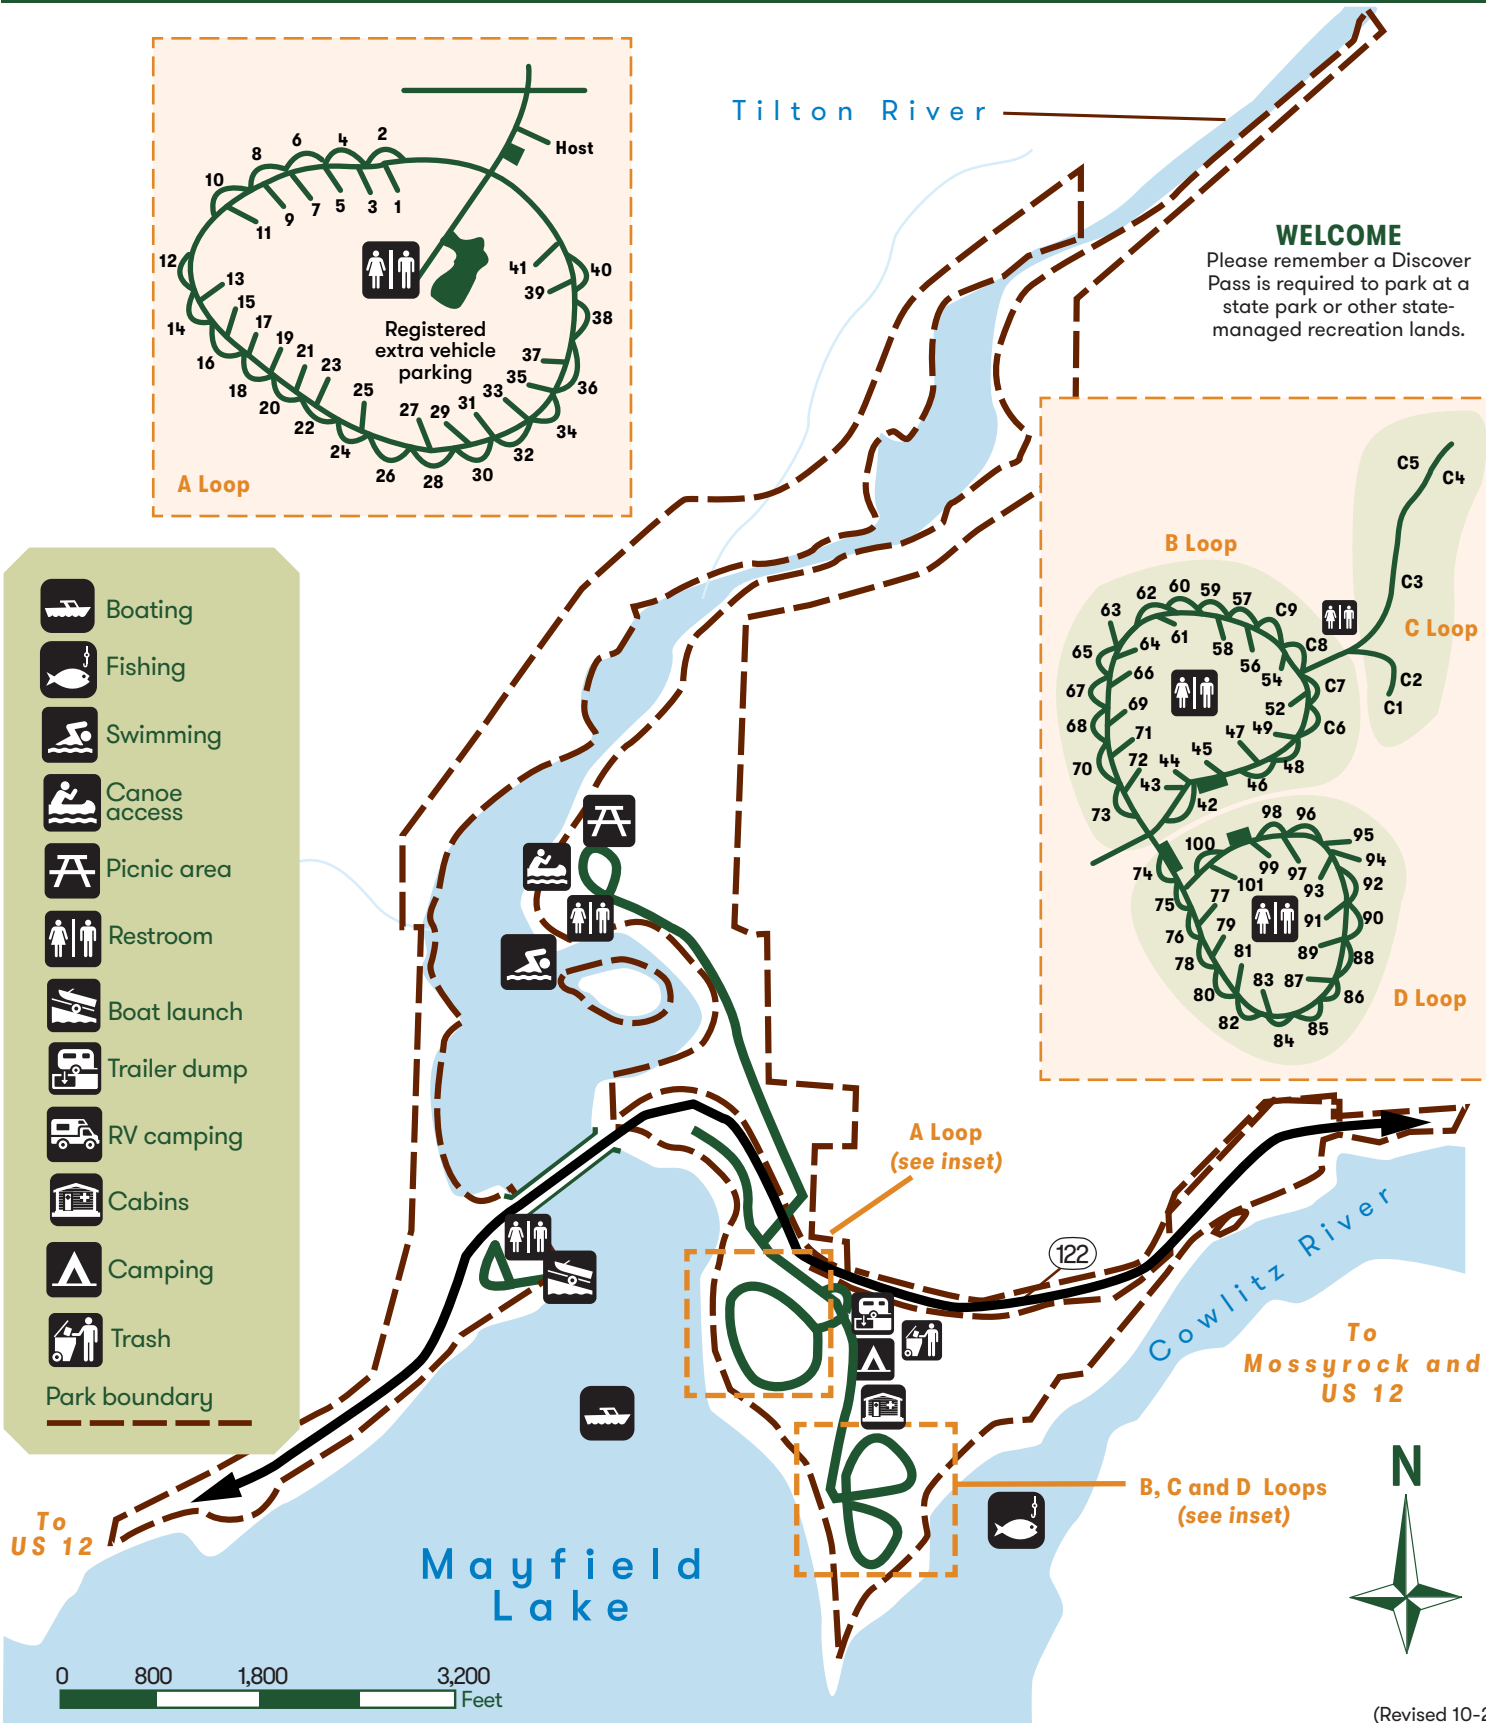 Tilton River
WELCOME
Please remember a Discover
Pass is required to park at a
state park or other state-
managed recreation lands.
Host
2
4
6
8
10
1
3
5
7
9
11
12
13
14
15
16
17
18
19
20
21
22
23
24
25
26
27
28
29
30
31
32
33
34
35
36
37
38
39
40
41
Registered
extra vehicle
parking
A Loop
Boating
Fishing
Swimming
Canoe
access
Picnic area
Restroom
Boat launch
Trailer dump
RV camping
Cabins
Camping
Trash
Park boundary
C5
C4
C3
C Loop
C2
C1
B Loop
62
60
59
57
C9
63
61
64
58
C8
65
56
66
54
C7
67
69
52
C6
68
71
47
49
45
72
44
70
48
43
46
42
73
98
96
95
100
94
99
97
74
101
93
92
77
75
91
90
79
76
89
88
81
78
83
87
80
86
82
85
84
D Loop
A Loop
(see inset)
122
Cowlitz River
To
Mossyrock and
US 12
B, C and D Loops
(see inset)
To
US 12
Mayfield
Lake
N
0
800
1,800
3,200
Feet
(Revised 10-2